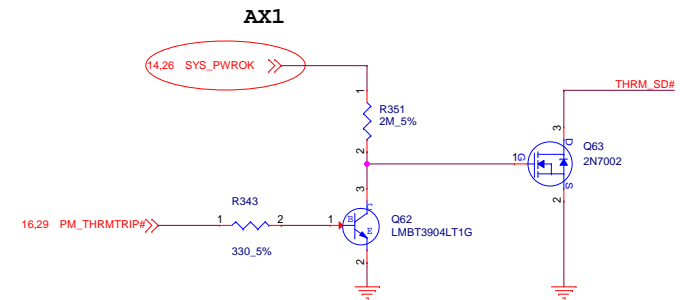 AX1
14,26 SYS_PWROK
THRM_SD#
1
R351
2M_5%
2
3
D
Q63
2N7002
1
G
S
2
3
C
R343
Q62
LMBT3904LT1G
16,29 PM_THRMTRIP#
1
2
1
B
E
330_5%
2